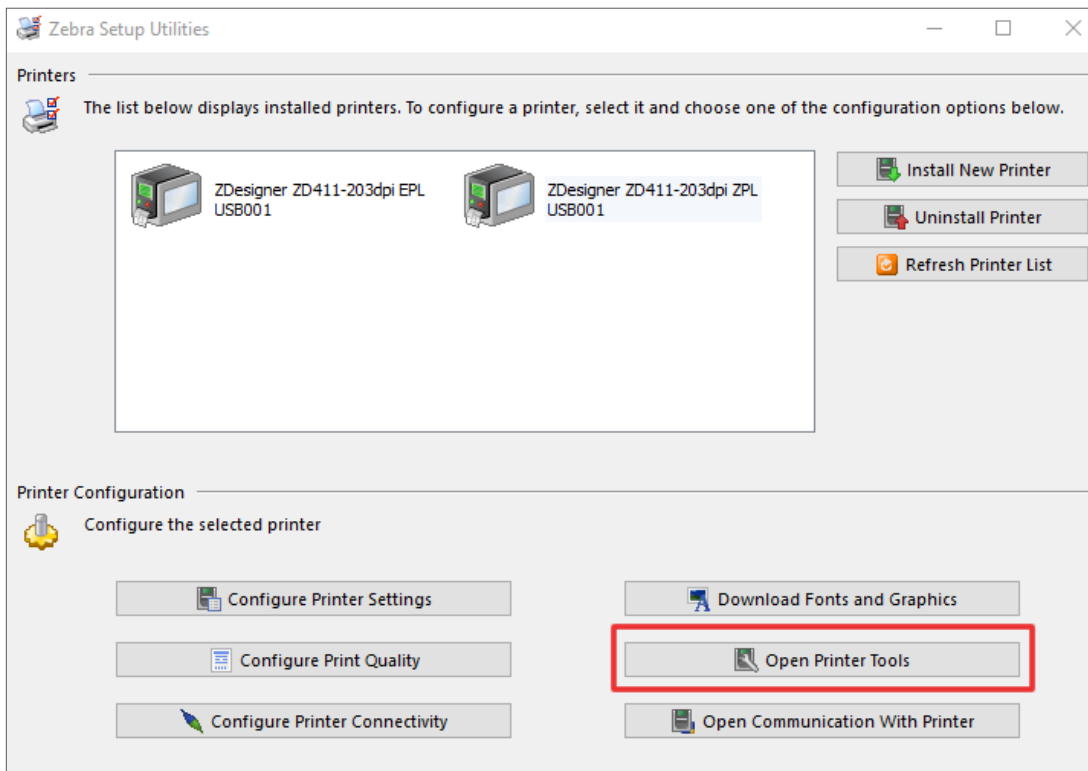 Zebra Setup Utilities
Printers
The list below displays installed printers. To configure a printer, select it and choose one of the configuration options below.
ZDesigner ZD411-203dpi EPL
USB001
ZDesigner ZD411-203dpi ZPL
USB001
Install New Printer
Uninstall Printer
Refresh Printer List
Printer Configuration
Configure the selected printer
Configure Printer Settings
Download Fonts and Graphics
Configure Print Quality
Open Printer Tools
Configure Printer Connectivity
Open Communication With Printer